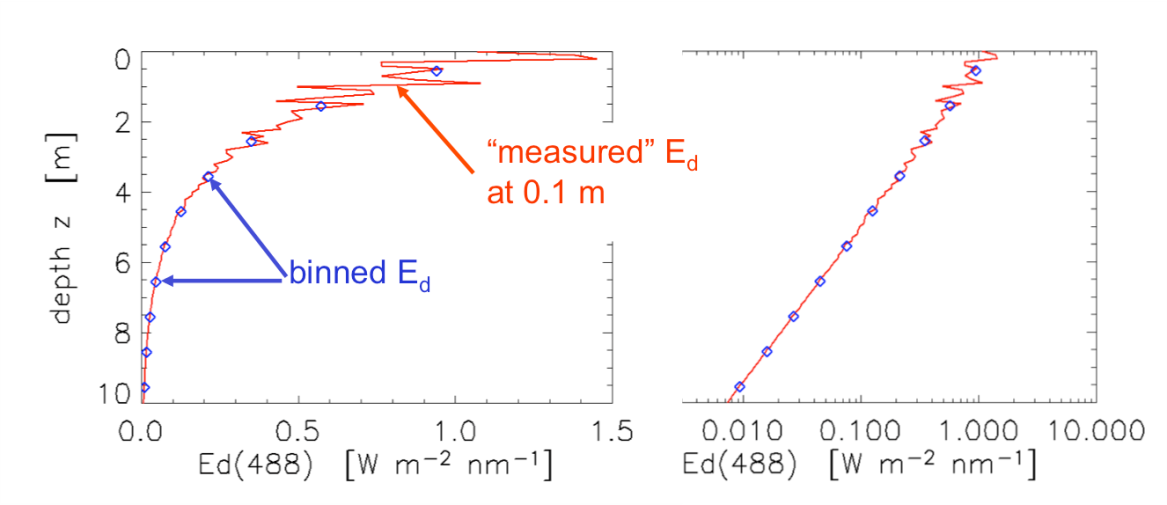 0
2
4
6
8
10
depth z [m]
0.0 0.5 1.0 1.5
Ed(488) [W m−2 nm−1]
“measured” Ed
at 0.1 m
binned Ed
0.010 0.100 1.000 10.000
Ed(488) [W m−2 nm−1]